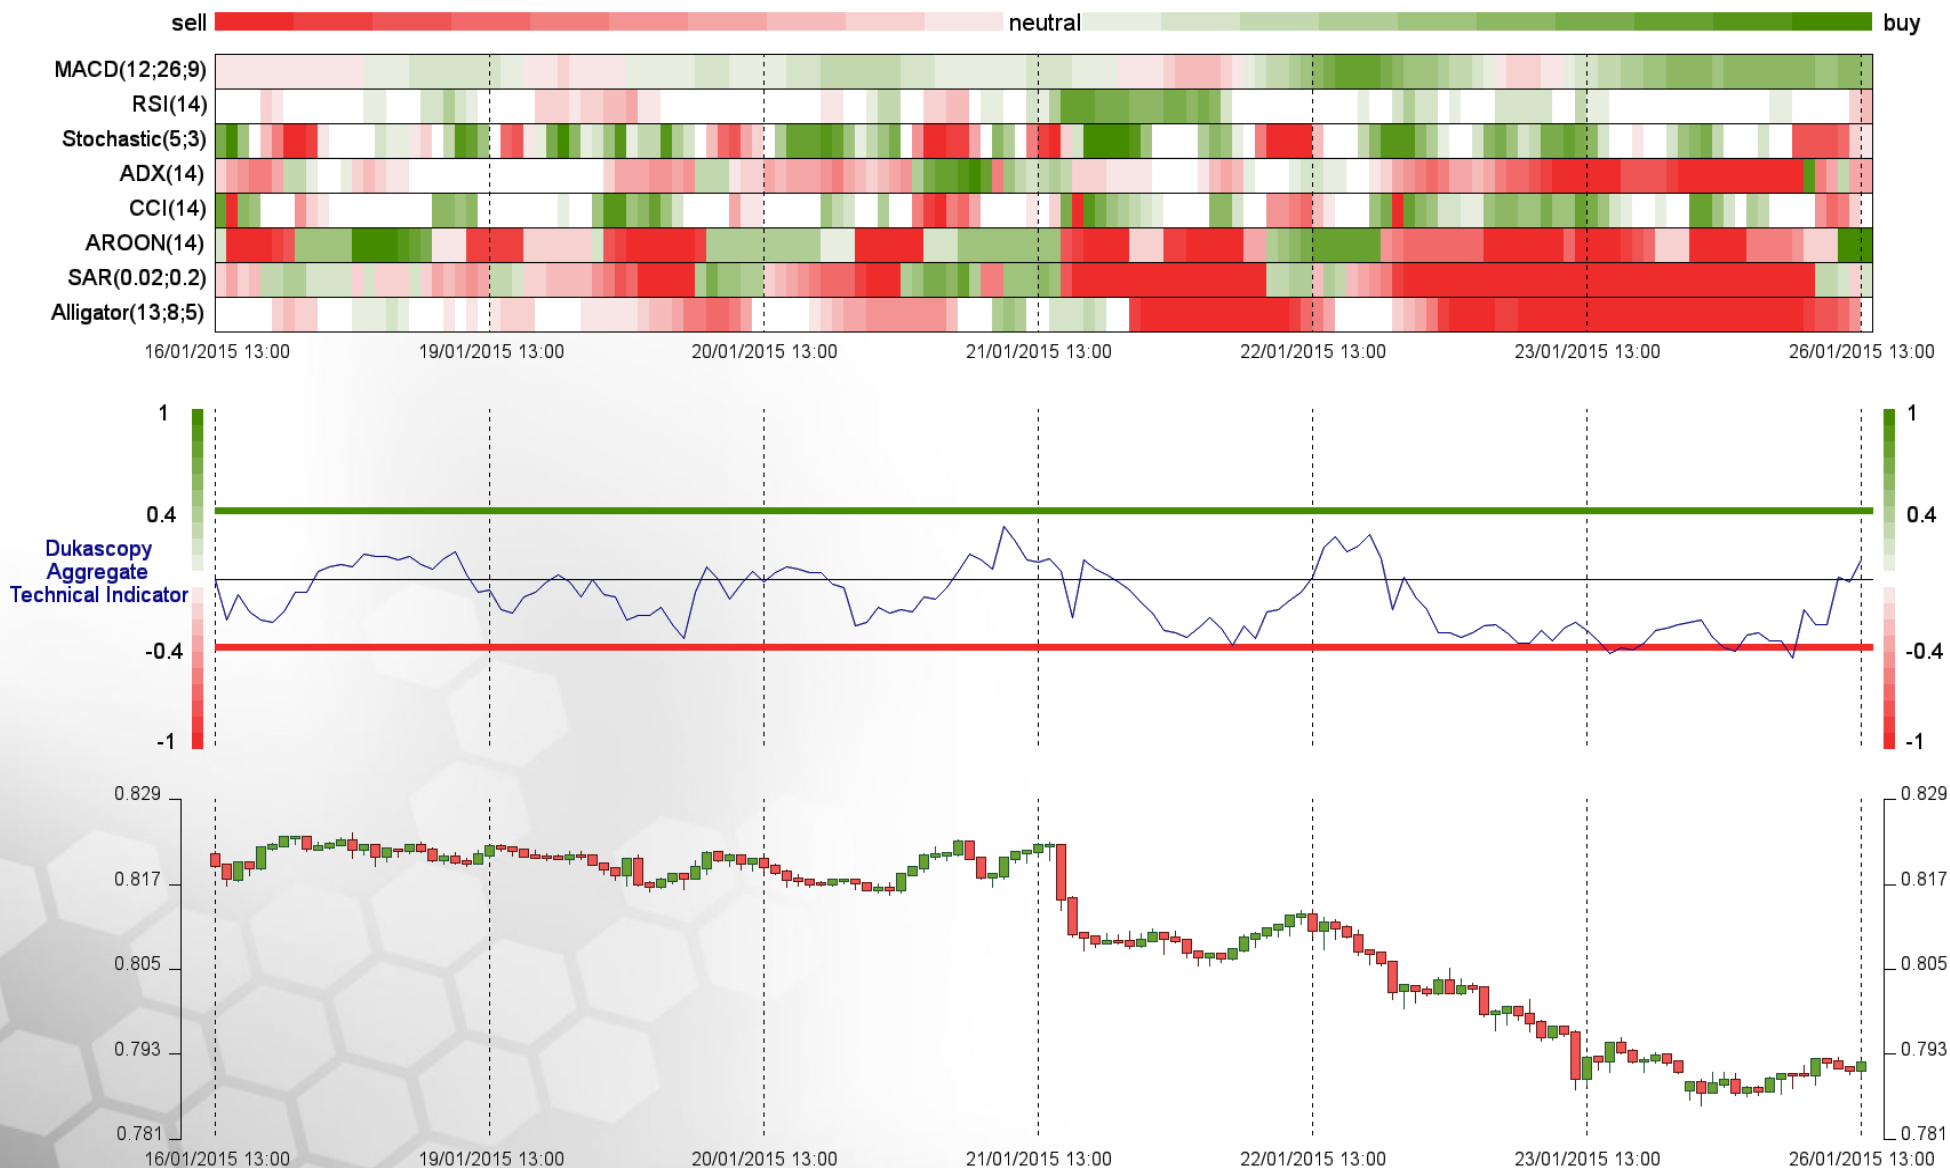 sell neutral buy
MACD(12;26;9)
RSI(14)
Stochastic(5;3)
ADX(14)
CCI(14)
AROON(14)
SAR(0.02;0.2)
Alligator(13;8;5)
16/01/2015 13:00 19/01/2015 13:00 20/01/2015 13:00 21/01/2015 13:00 22/01/2015 13:00 23/01/2015 13:00 26/01/2015 13:00
1 1
0.4 0.4
Dukascopy
Aggregate
Technical Indicator
-0.4 -0.4
-1 -1
0.829 0.829
0.817 0.817
0.805 0.805
0.793 0.793
0.781 0.781
16/01/2015 13:00 19/01/2015 13:00 20/01/2015 13:00 21/01/2015 13:00 22/01/2015 13:00 23/01/2015 13:00 26/01/2015 13:00